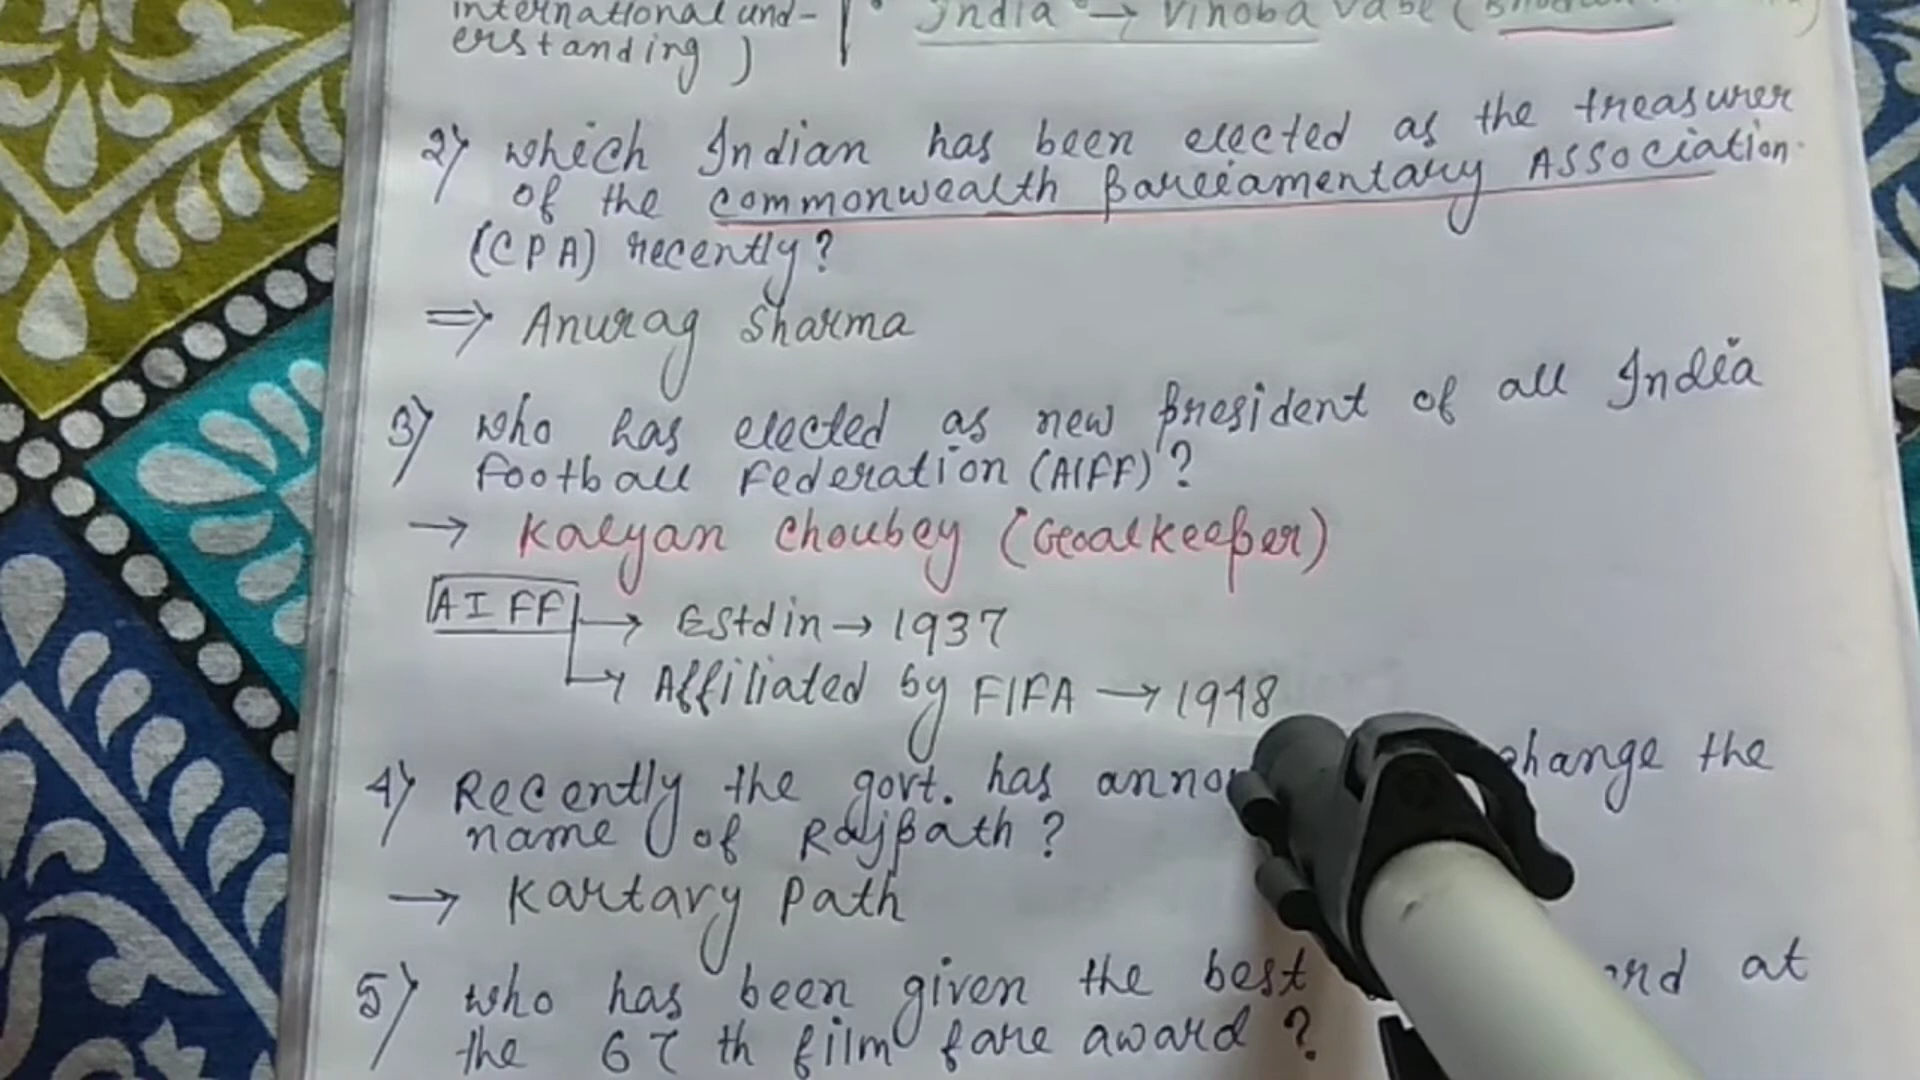 international und-
erstanding)
India → Vinoba
2) which Indian has been elected as the treasurer
of the commonwealth Parliamentary Association
(CPA) recently?
⇒ Anurag Sharma
3) who has elected as new president of all India
Football Federation (AIFF)?
→ Kalyan Choubey (Goalkeeper)
AIFF → Estd in → 1937
→ Affiliated by FIFA → 1948
4) Recently the govt. has change the
name of Rajpath?
→ Kartavy Path
5) who has been given the best at
the 67 th film fare award?